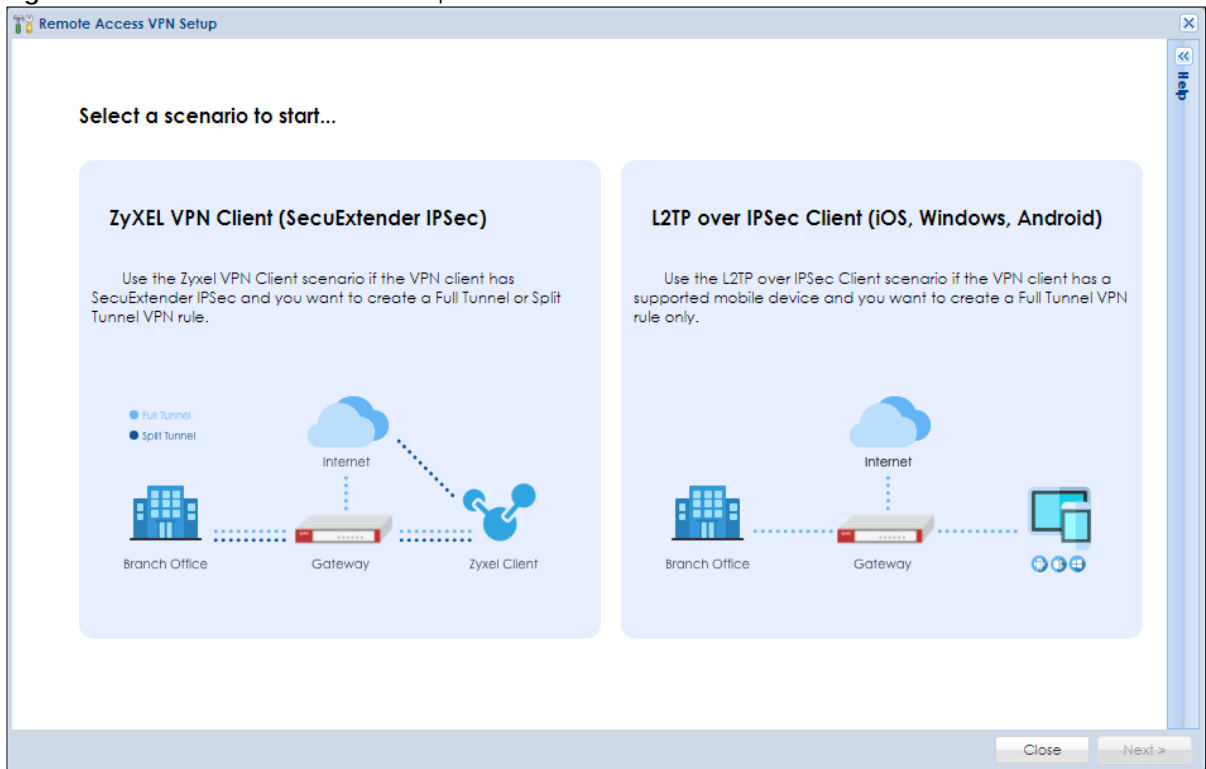 Remote Access VPN Setup
Help
Select a scenario to start...
ZyXEL VPN Client (SecuExtender IPSec)
Use the Zyxel VPN Client scenario if the VPN client has
SecuExtender IPSec and you want to create a Full Tunnel or Split
Tunnel VPN rule.
Full Tunnel
Split Tunnel
Internet
Branch Office
Gateway
Zyxel Client
L2TP over IPSec Client (iOS, Windows, Android)
Use the L2TP over IPSec Client scenario if the VPN client has a
supported mobile device and you want to create a Full Tunnel VPN
rule only.
Internet
Branch Office
Gateway
Close
Next >